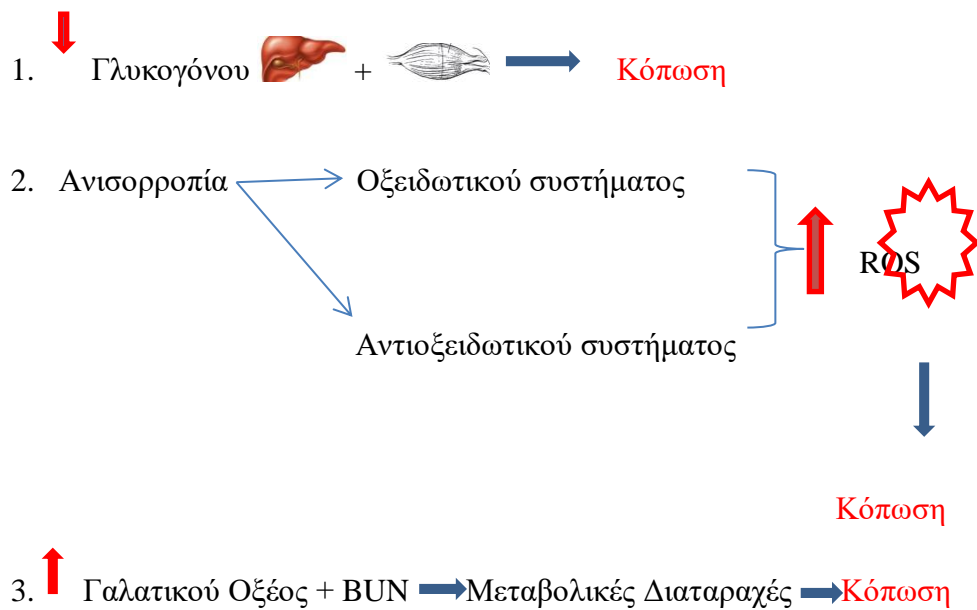 1. Γλυκογόνου + Κόπωση
2. Ανισορροπία Οξειδωτικού συστήματος
ROS
Αντιοξειδωτικού συστήματος
Κόπωση
3. Γαλατικού Οξέος + BUN Μεταβολικές Διαταραχές Κόπωση